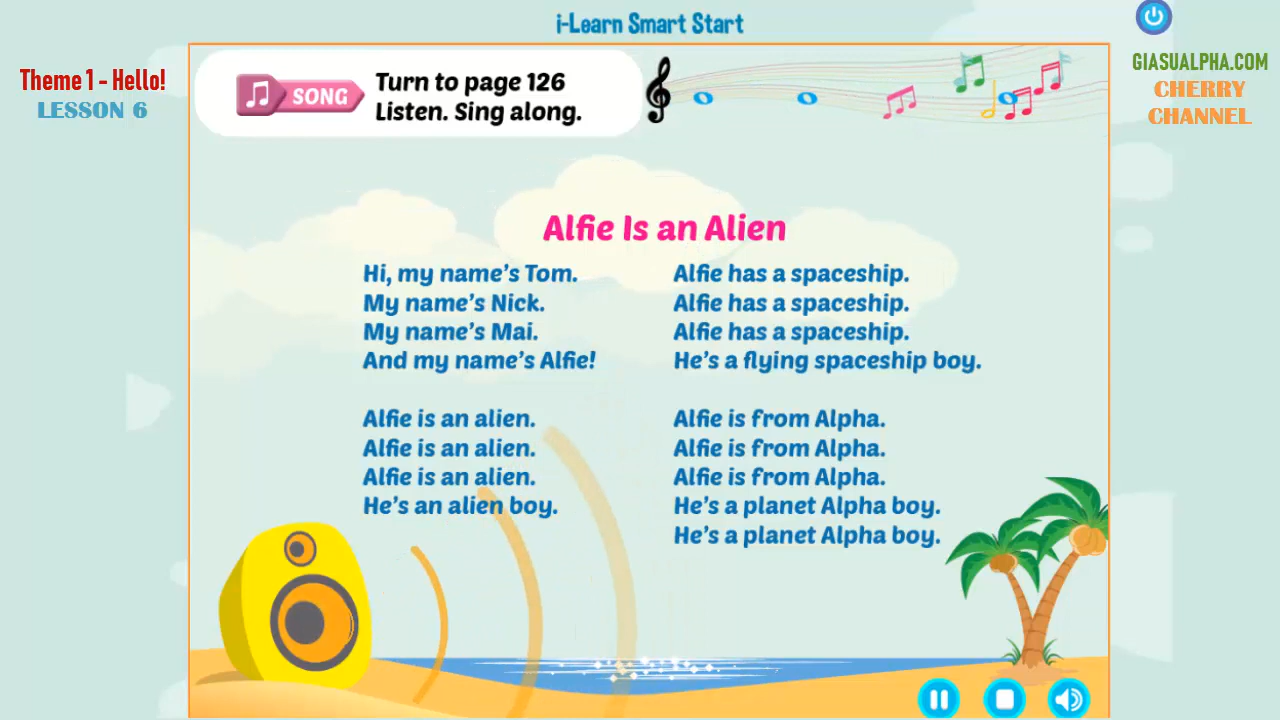 i-Learn Smart Start
Theme 1 - Hello!
LESSON 6
GIASUALPHA.COM
CHERRY
CHANNEL
SONG
Turn to page 126
Listen. Sing along.
Alfie Is an Alien
Hi, my name's Tom.
My name's Nick.
My name's Mai.
And my name's Alfie!
Alfie is an alien.
Alfie is an alien.
Alfie is an alien.
He's an alien boy.
Alfie has a spaceship.
Alfie has a spaceship.
Alfie has a spaceship.
He's a flying spaceship boy.
Alfie is from Alpha.
Alfie is from Alpha.
Alfie is from Alpha.
He's a planet Alpha boy.
He's a planet Alpha boy.